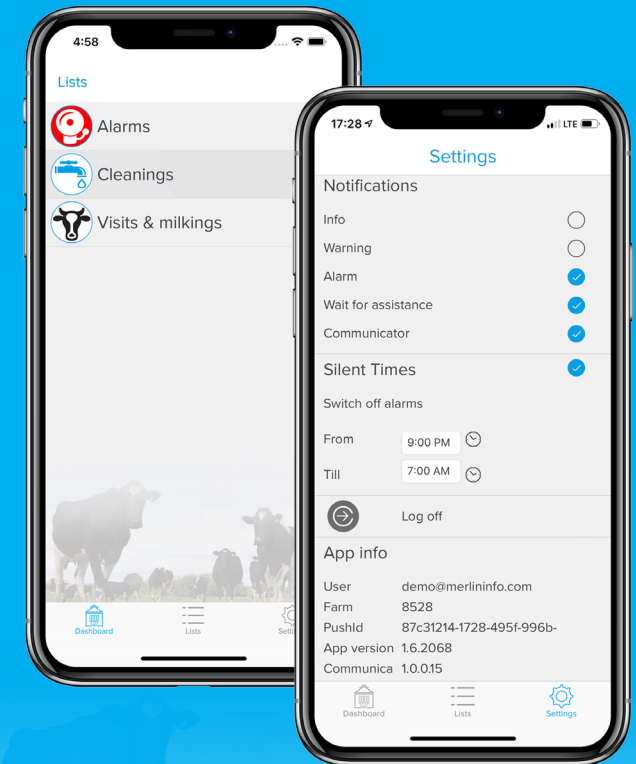 4:58
Lists
Alarms
Cleanings
Visits & milkings
Dashboard
Lists
17:28
LTE
Settings
Notifications
Info
Warning
Alarm
Wait for assistance
Communicator
Silent Times
Switch off alarms
From 9:00 PM
Till 7:00 AM
Log off
App info
User demo@merlininfo.com
Farm 8528
PushId 87c31214-1728-495f-996b-
App version 1.6.2068
Communica 1.0.0.15
Dashboard Lists Settings